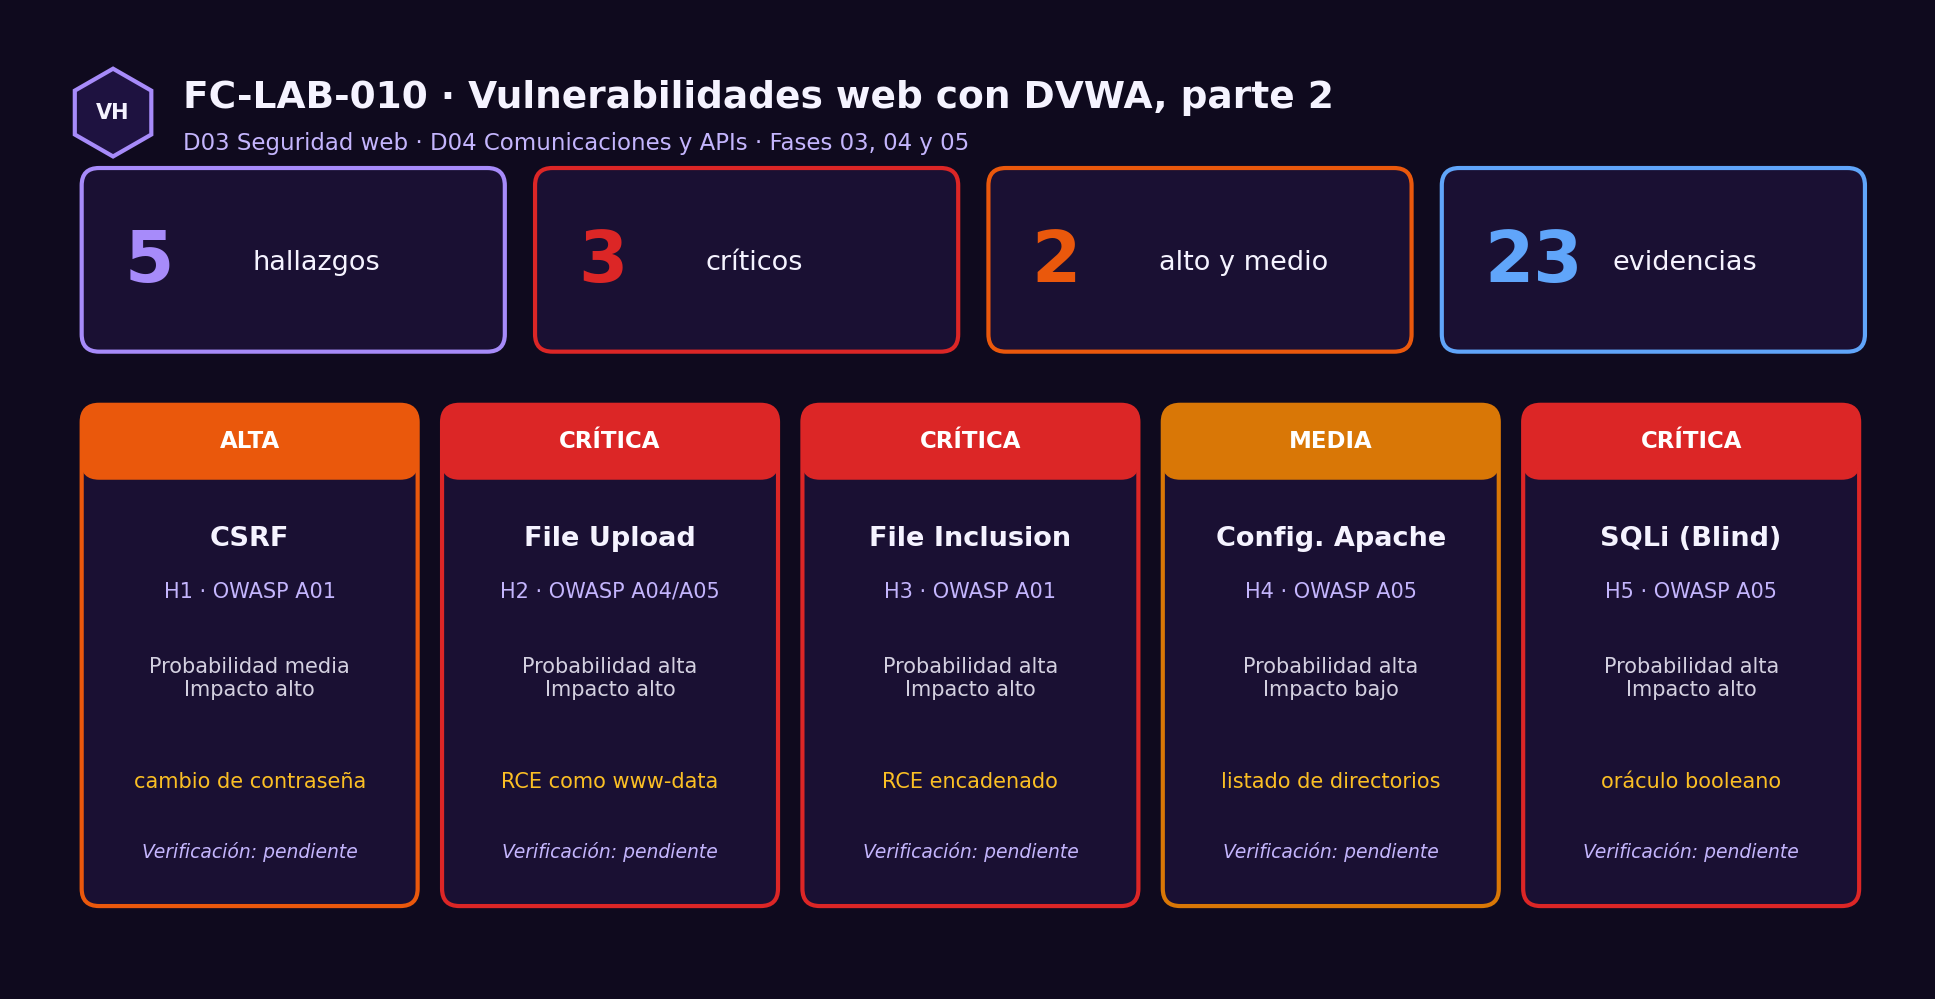 VH
FC-LAB-010 · Vulnerabilidades web con DVWA, parte 2
D03 Seguridad web · D04 Comunicaciones y APIs · Fases 03, 04 y 05
5 hallazgos
3 críticos
2 alto y medio
23 evidencias
ALTA
CSRF
H1 · OWASP A01
Probabilidad media
Impacto alto
cambio de contraseña
Verificación: pendiente
CRÍTICA
File Upload
H2 · OWASP A04/A05
Probabilidad alta
Impacto alto
RCE como www-data
Verificación: pendiente
CRÍTICA
File Inclusion
H3 · OWASP A01
Probabilidad alta
Impacto alto
RCE encadenado
Verificación: pendiente
MEDIA
Config. Apache
H4 · OWASP A05
Probabilidad alta
Impacto bajo
listado de directorios
Verificación: pendiente
CRÍTICA
SQLi (Blind)
H5 · OWASP A05
Probabilidad alta
Impacto alto
oráculo booleano
Verificación: pendiente